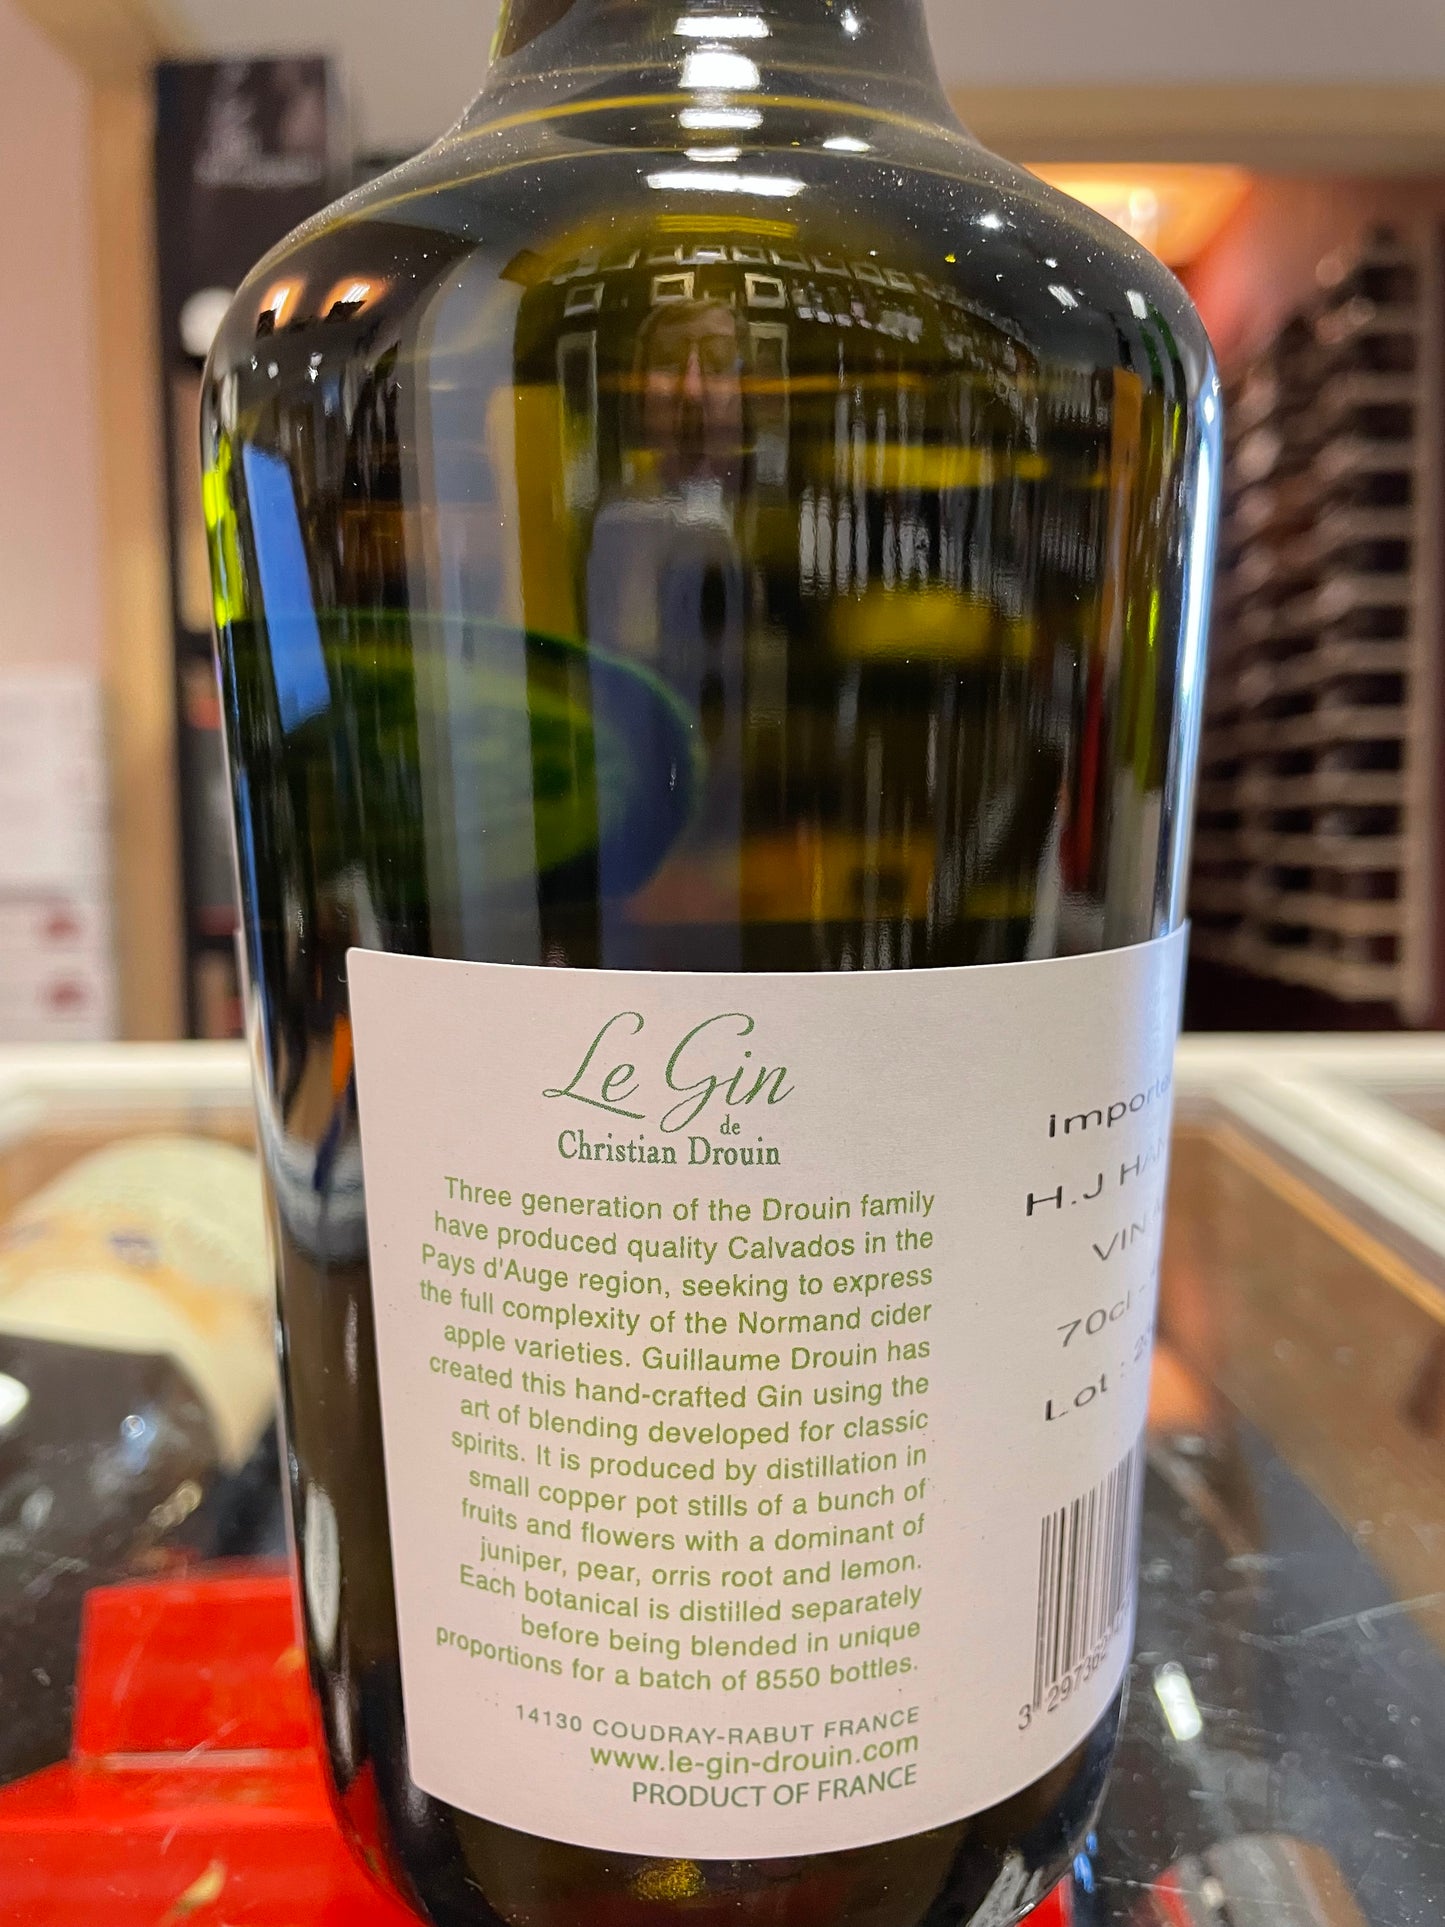 Le Gin
de
Christian Drouin
Three generation of the Drouin family
have produced quality Calvados in the
Pays d'Auge region, seeking to express
the full complexity of the Normand cider
apple varieties. Guillaume Drouin has
created this hand-crafted Gin using the
art of blending developed for classic
spirits. It is produced by distillation in
small copper pot stills of a bunch of
fruits and flowers with a dominant of
juniper, pear, orris root and lemon.
Each botanical is distilled separately
before being blended in unique
proportions for a batch of 8550 bottles.
14130 COUDRAY-RABUT FRANCE
www.le-gin-drouin.com
PRODUCT OF FRANCE
H.J
VIN
70cl -
Lot :